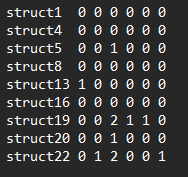 struct1 0 0 0 0 0 0
struct4 0 0 0 0 0 0
struct5 0 0 1 0 0 0
struct8 0 0 0 0 0 0
struct13 1 0 0 0 0 0
struct16 0 0 0 0 0 0
struct19 0 0 2 1 1 0
struct20 0 0 1 0 0 0
struct22 0 1 2 0 0 1